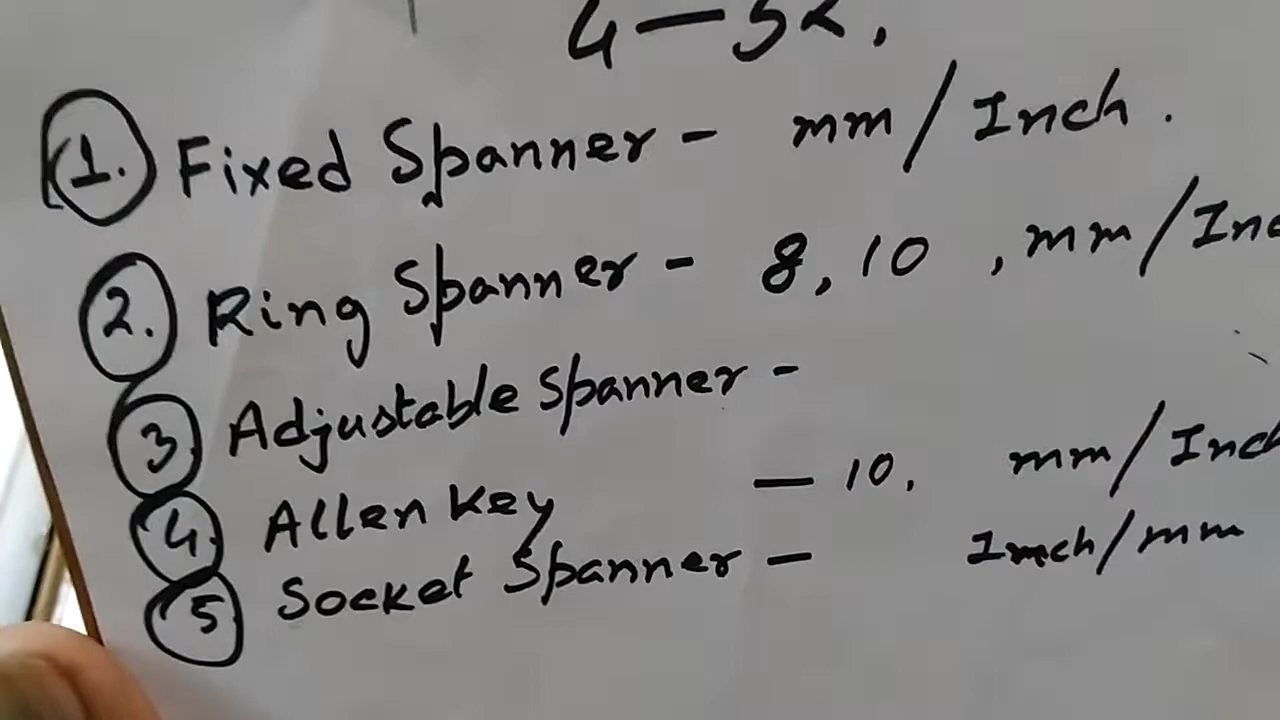 1. Fixed Spanner - mm/Inch.
2. Ring Spanner - 8, 10, mm/Inc
3. Adjustable Spanner -
4. Allen Key — 10. mm/Inch
5 Socket Spanner — Inch/mm